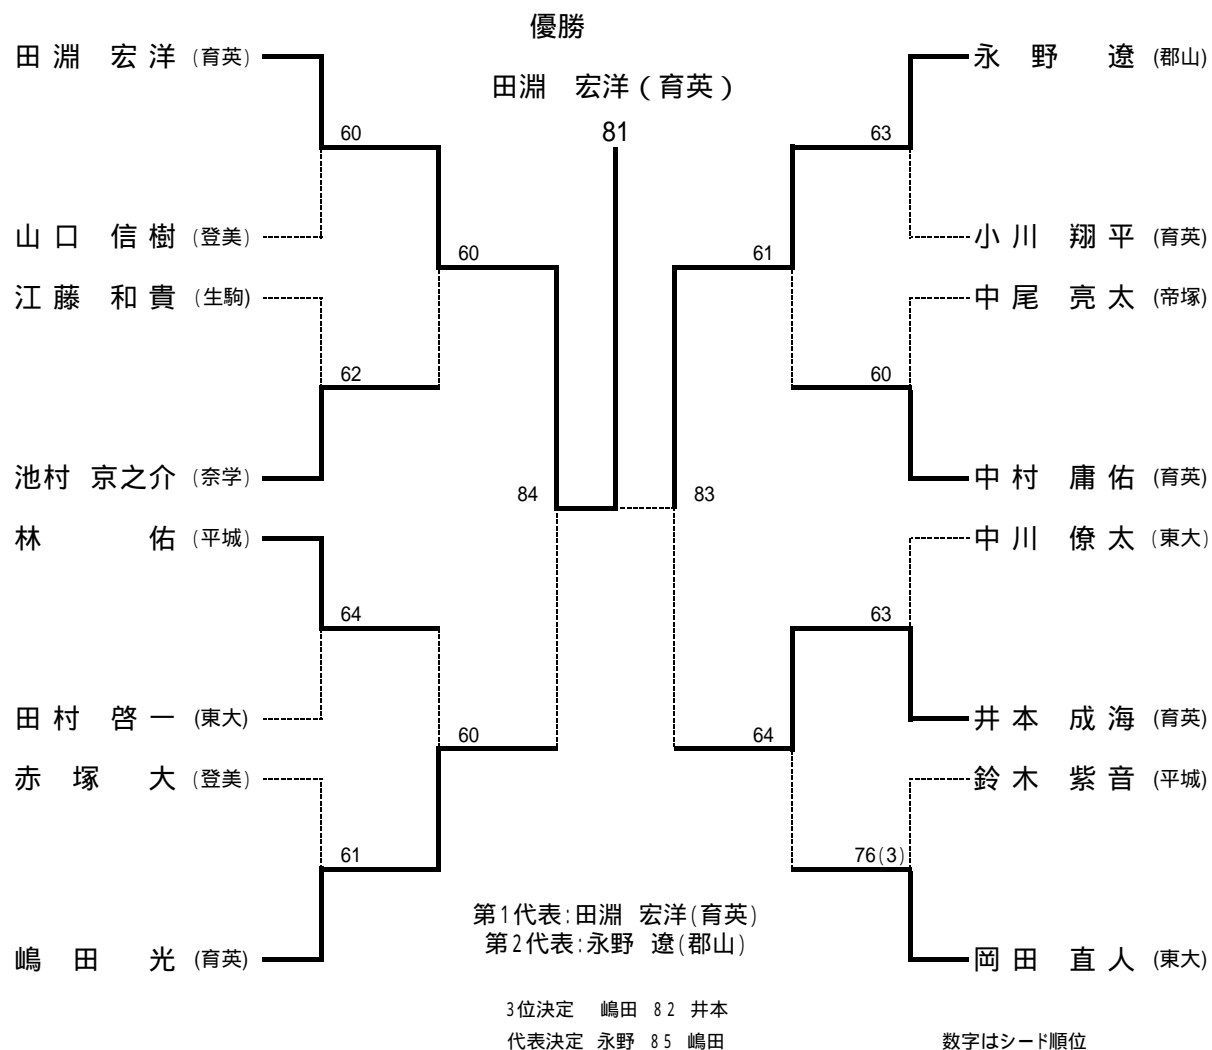 優勝
田淵 宏洋(育英)
81
田淵 宏洋 (育英)
永野 遼 (郡山)
60
63
山口 信樹 (登美)
小川 翔平 (育英)
60
61
江藤 和貴 (生駒)
中尾 亮太 (帝塚)
62
60
池村 京之介 (奈学)
中村 庸佑 (育英)
84
83
林 佑 (平城)
中川 僚太 (東大)
64
63
田村 啓一 (東大)
井本 成海 (育英)
60
64
赤塚 大 (登美)
鈴木 紫音 (平城)
61
76(3)
嶋田 光 (育英)
岡田 直人 (東大)
第1代表:田淵 宏洋(育英)
第2代表:永野 遼(郡山)
3位決定 嶋田 82 井本
代表決定 永野 85 嶋田
数字はシード順位